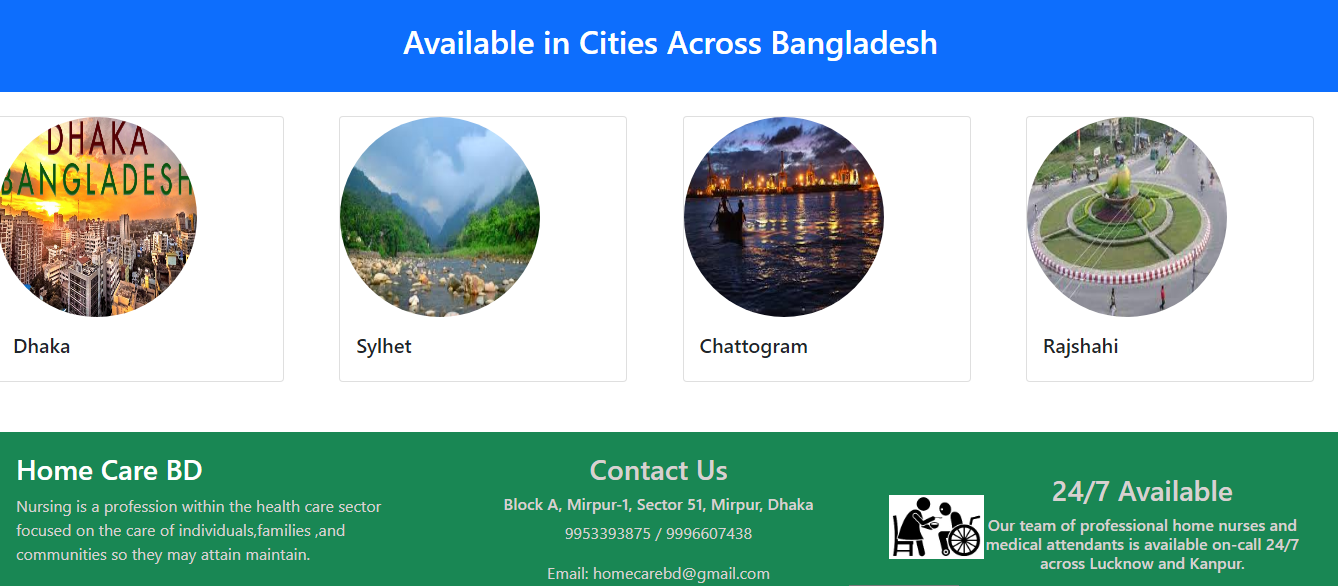 Available in Cities Across Bangladesh
DHAKA
BANGLADESH
Dhaka
Sylhet
Chattogram
Rajshahi
Home Care BD
Nursing is a profession within the health care sector
focused on the care of individuals,families ,and
communities so they may attain maintain.
Contact Us
Block A, Mirpur-1, Sector 51, Mirpur, Dhaka
9953393875 / 9996607438
Email: homecarebd@gmail.com
24/7 Available
Our team of professional home nurses and
medical attendants is available on-call 24/7
across Lucknow and Kanpur.